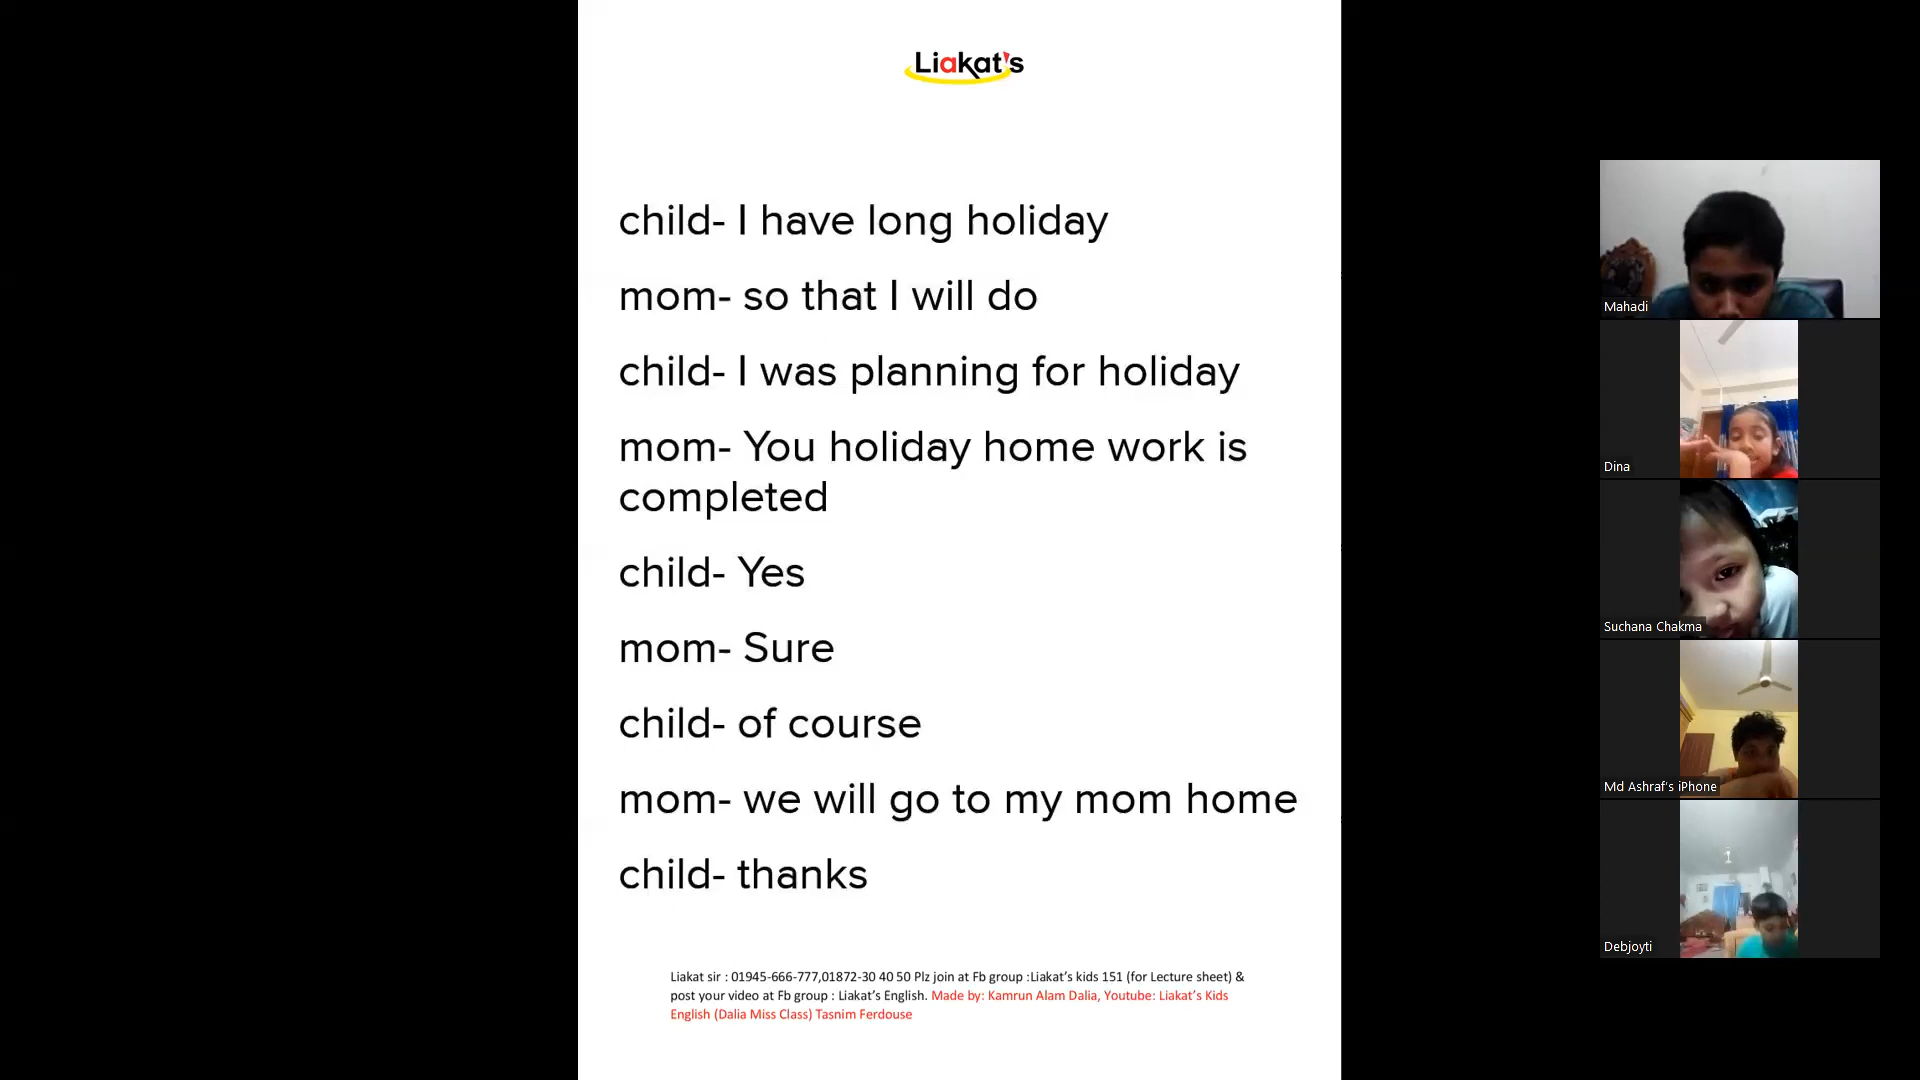 Liakat's
child- I have long holiday
mom- so that I will do
child- I was planning for holiday
mom- You holiday home work is
completed
child- Yes
mom- Sure
child- of course
mom- we will go to my mom home
child- thanks
Liakat sir : 01945-666-777,01872-30 40 50 Plz join at Fb group :Liakat’s kids 151 (for Lecture sheet) &
post your video at Fb group : Liakat’s English. Made by: Kamrun Alam Dalia, Youtube: Liakat’s Kids
English (Dalia Miss Class) Tasnim Ferdouse
Mahadi
Dina
Suchana Chakma
Md Ashraf's iPhone
Debjoyti